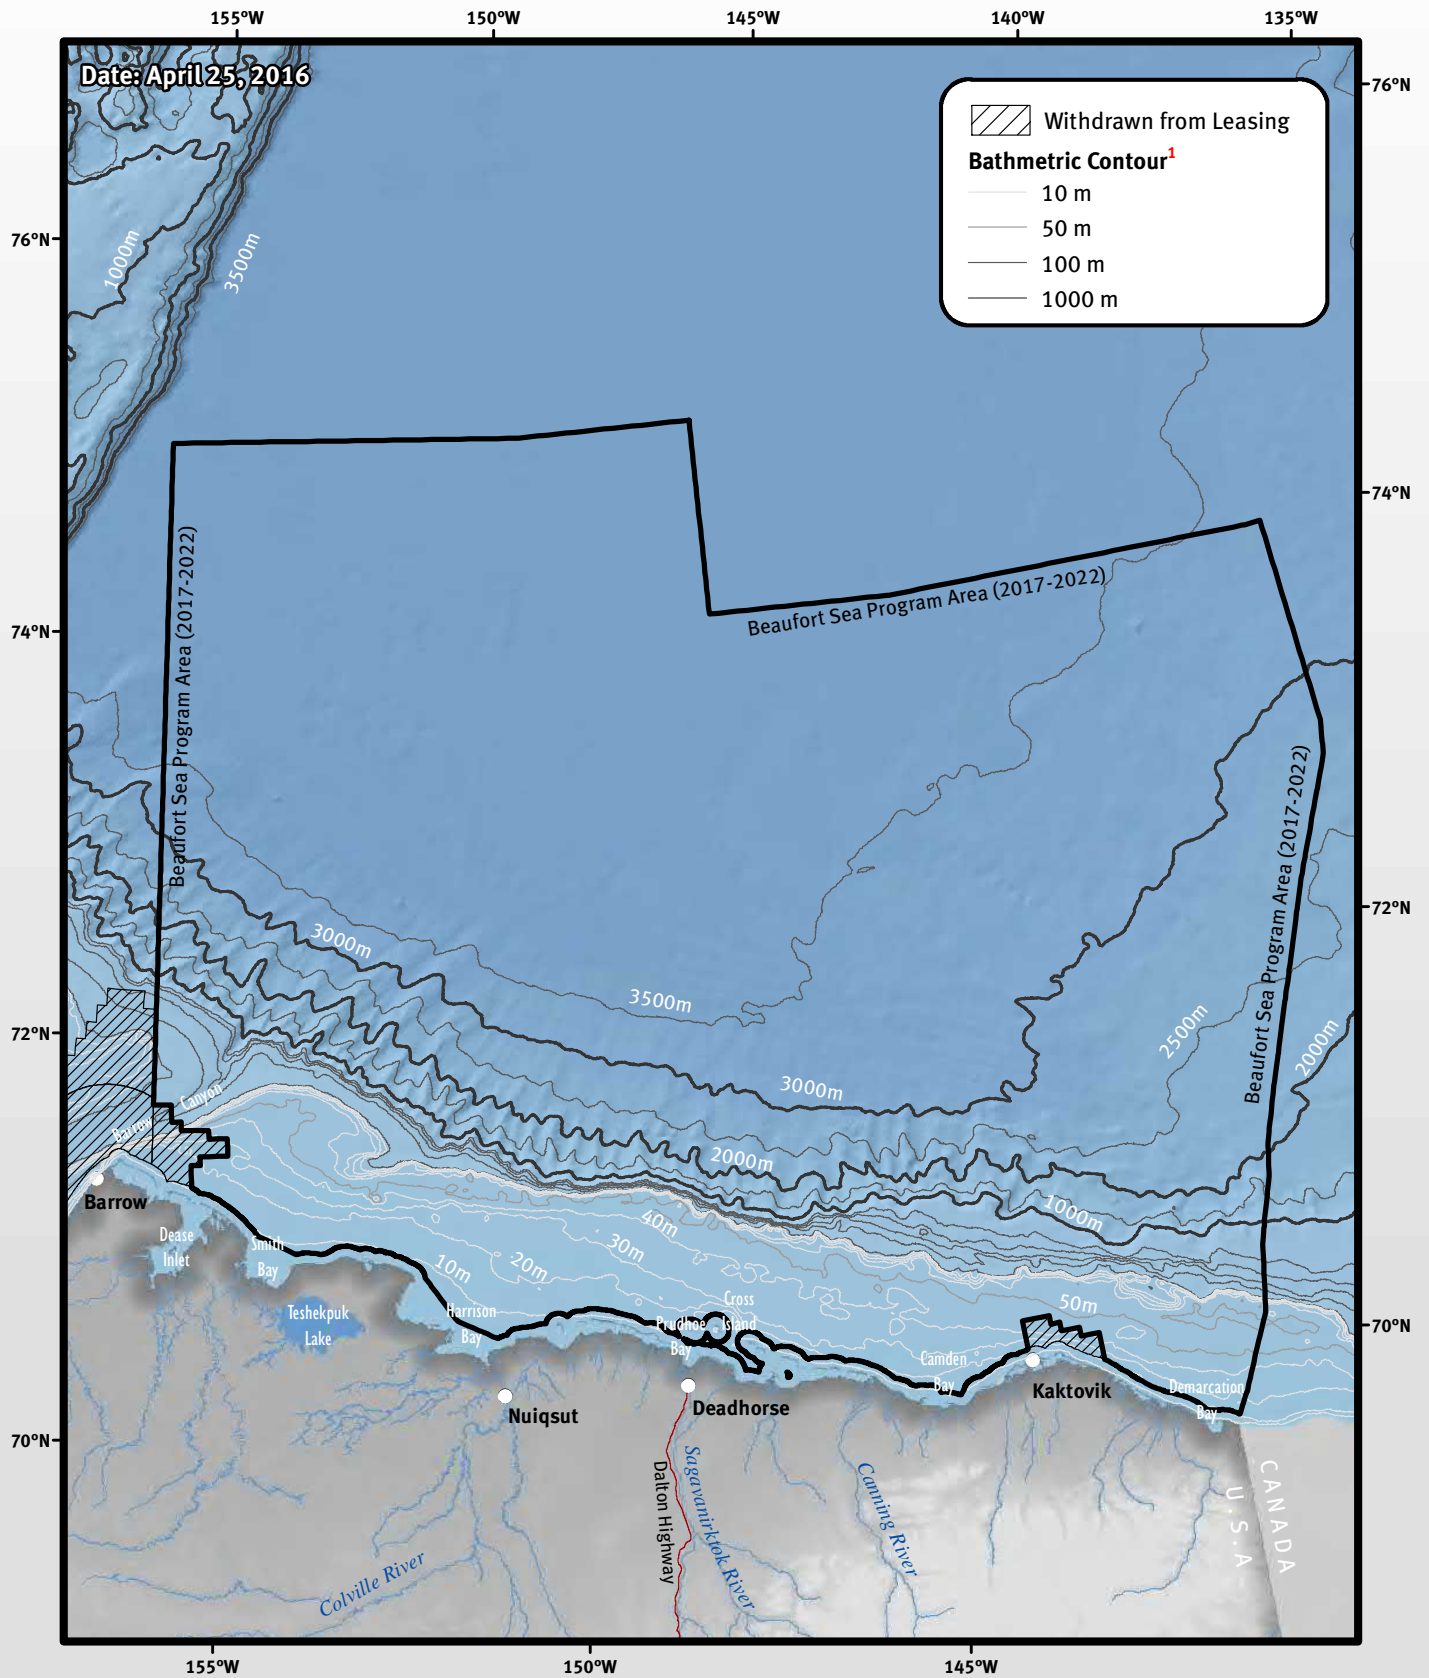 155°W
150°W
145°W
140°W
135°W
Date: April 25, 2016
76°N
Withdrawn from Leasing
Bathmetric Contour1
10 m
50 m
100 m
1000 m
76°N
1000m
3500m
74°N
Beaufort Sea Program Area (2017-2022)
Beaufort Sea Program Area (2017-2022)
74°N
Beaufort Sea Program Area (2017-2022)
72°N
3000m
3500m
2500m
2000m
72°N
3000m
Barrow Canyon
2000m
Barrow
1000m
40m
30m
20m
10m
50m
Dease
Inlet
Smith
Bay
Teshekpuk
Lake
Harrison
Bay
Cross
Island
Prudhoe
Bay
70°N
Camden
Bay
Kaktovik
Demarcation
Bay
Nuiqsut
Deadhorse
70°N
Dalton Highway
Sagavanirktok River
Canning River
Colville River
CANADA
U.S.A
155°W
150°W
145°W